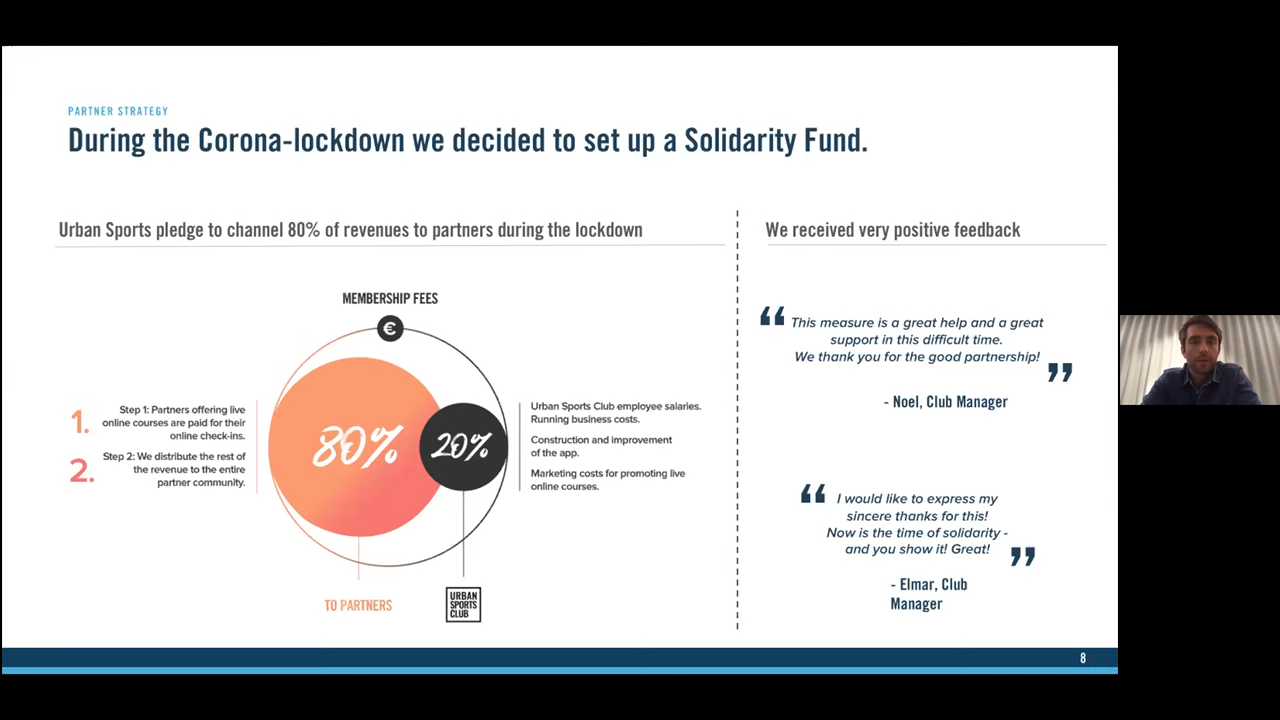 PARTNER STRATEGY
During the Corona-lockdown we decided to set up a Solidarity Fund.
Urban Sports pledge to channel 80% of revenues to partners during the lockdown
MEMBERSHIP FEES
€
1.
Step 1: Partners offering live
online courses are paid for their
online check-ins.
2.
Step 2: We distribute the rest of
the revenue to the entire
partner community.
80%
20%
Urban Sports Club employee salaries.
Running business costs.
Construction and improvement
of the app.
Marketing costs for promoting live
online courses.
TO PARTNERS
URBAN
SPORTS
CLUB
We received very positive feedback
“ This measure is a great help and a great
support in this difficult time.
We thank you for the good partnership! ”
- Noel, Club Manager
“ I would like to express my
sincere thanks for this!
Now is the time of solidarity -
and you show it! Great! ”
- Elmar, Club
Manager
8